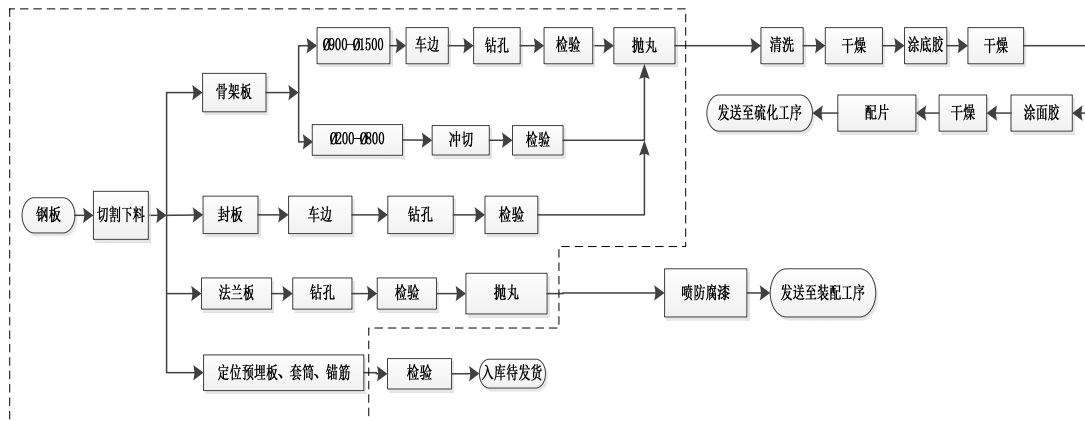 Ø900-Ø1500
车边
钻孔
检验
抛丸
清洗
干燥
涂底胶
干燥
骨架板
发送至硫化工序
配片
干燥
涂面胶
Ø200-Ø800
冲切
检验
钢板
切割下料
封板
车边
钻孔
检验
法兰板
钻孔
检验
抛丸
喷防腐漆
发送至装配工序
定位预埋板、套筒、锚筋
检验
入库待发货